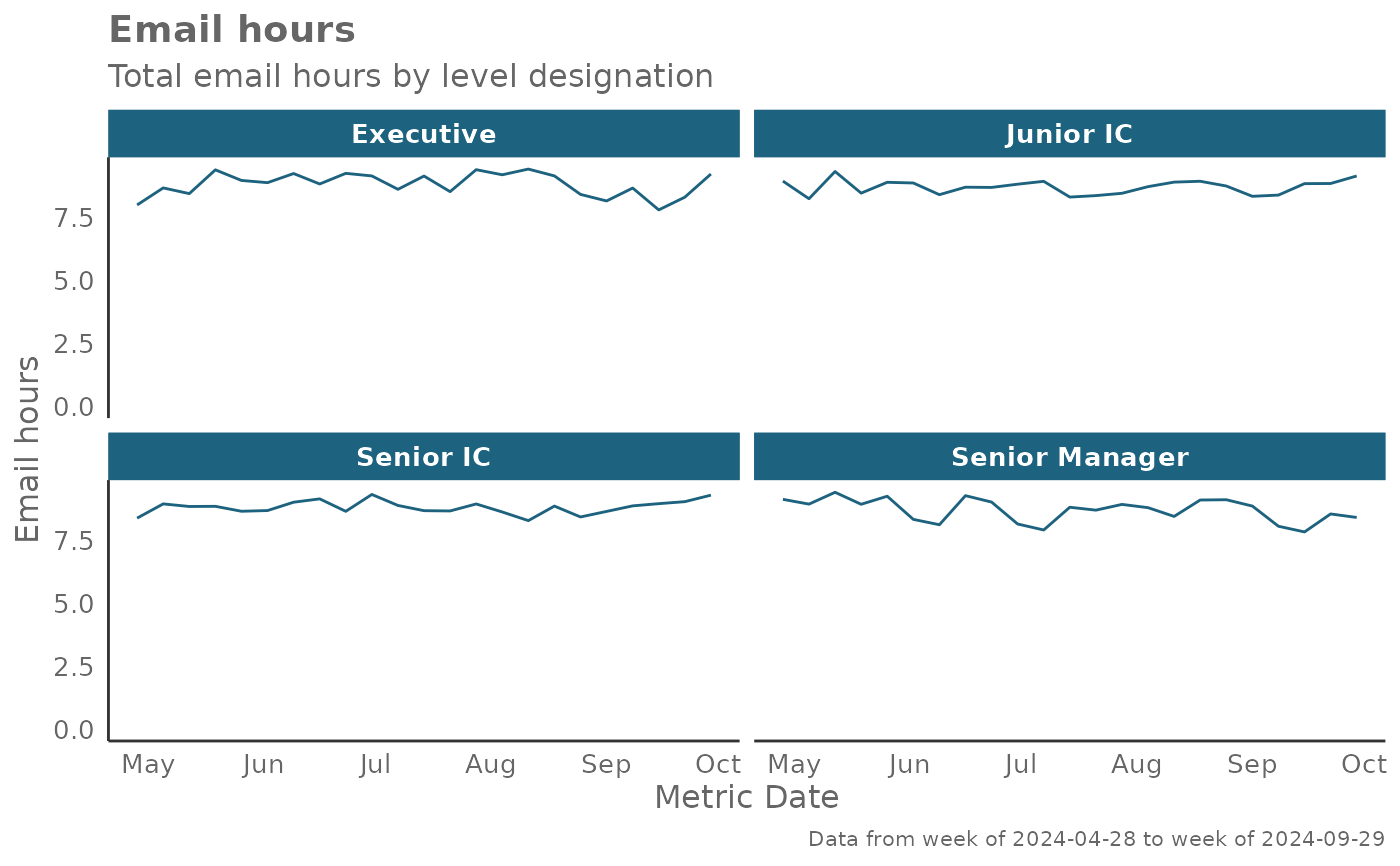 Email hours
Total email hours by level designation
Executive
Junior IC
7.5
5.0
2.5
0.0
Senior IC
Senior Manager
7.5
5.0
2.5
0.0
Email hours
May Jun Jul Aug Sep Oct
May Jun Jul Aug Sep Oct
Metric Date
Data from week of 2024-04-28 to week of 2024-09-29